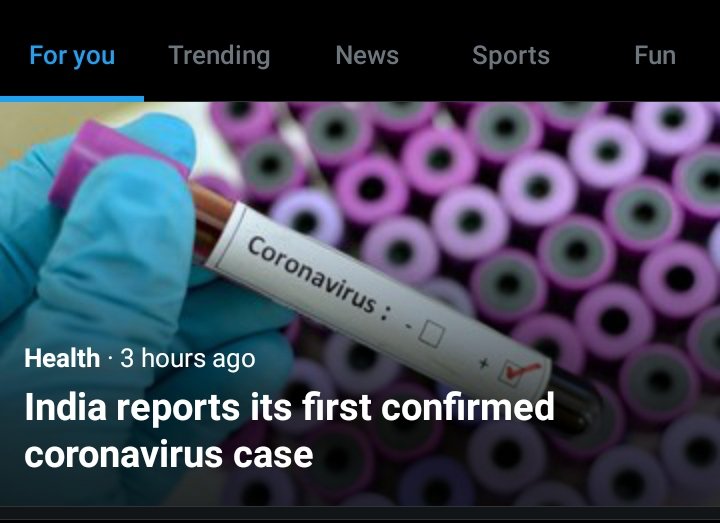 For you Trending News Sports Fun
Coronavirus :
-
+
Health · 3 hours ago
India reports its first confirmed
coronavirus case